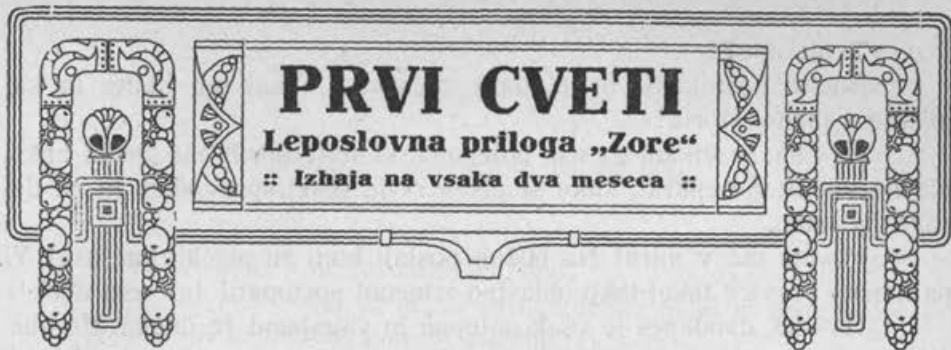 PRVI CVETI
Leposlovna priloga „Zore“
:: Izhaja na vsaka dva meseca ::